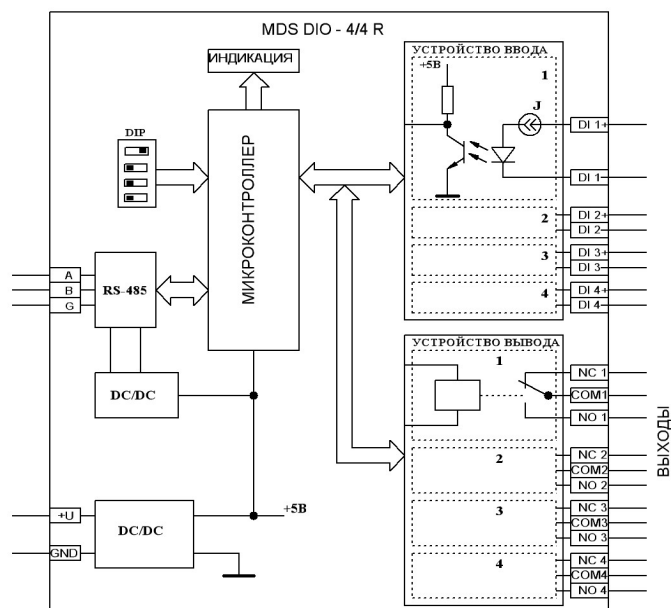 MDS DIO - 4/4 R
ИНДИКАЦИЯ
УСТРОЙСТВО ВВОДА
+5В
1
J
DI 1+
DI 1-
DIP
МИКРОКОНТРОЛЛЕР
2
DI 2+
DI 2-
3
DI 3+
DI 3-
4
DI 4+
DI 4-
A
B
G
RS-485
DC/DC
УСТРОЙСТВО ВЫВОДА
1
NC 1
COM1
NO 1
2
NC 2
COM2
NO 2
3
NC 3
COM3
NO 3
4
NC 4
COM4
NO 4
ВЫХОДЫ
+U
GND
DC/DC
+5В